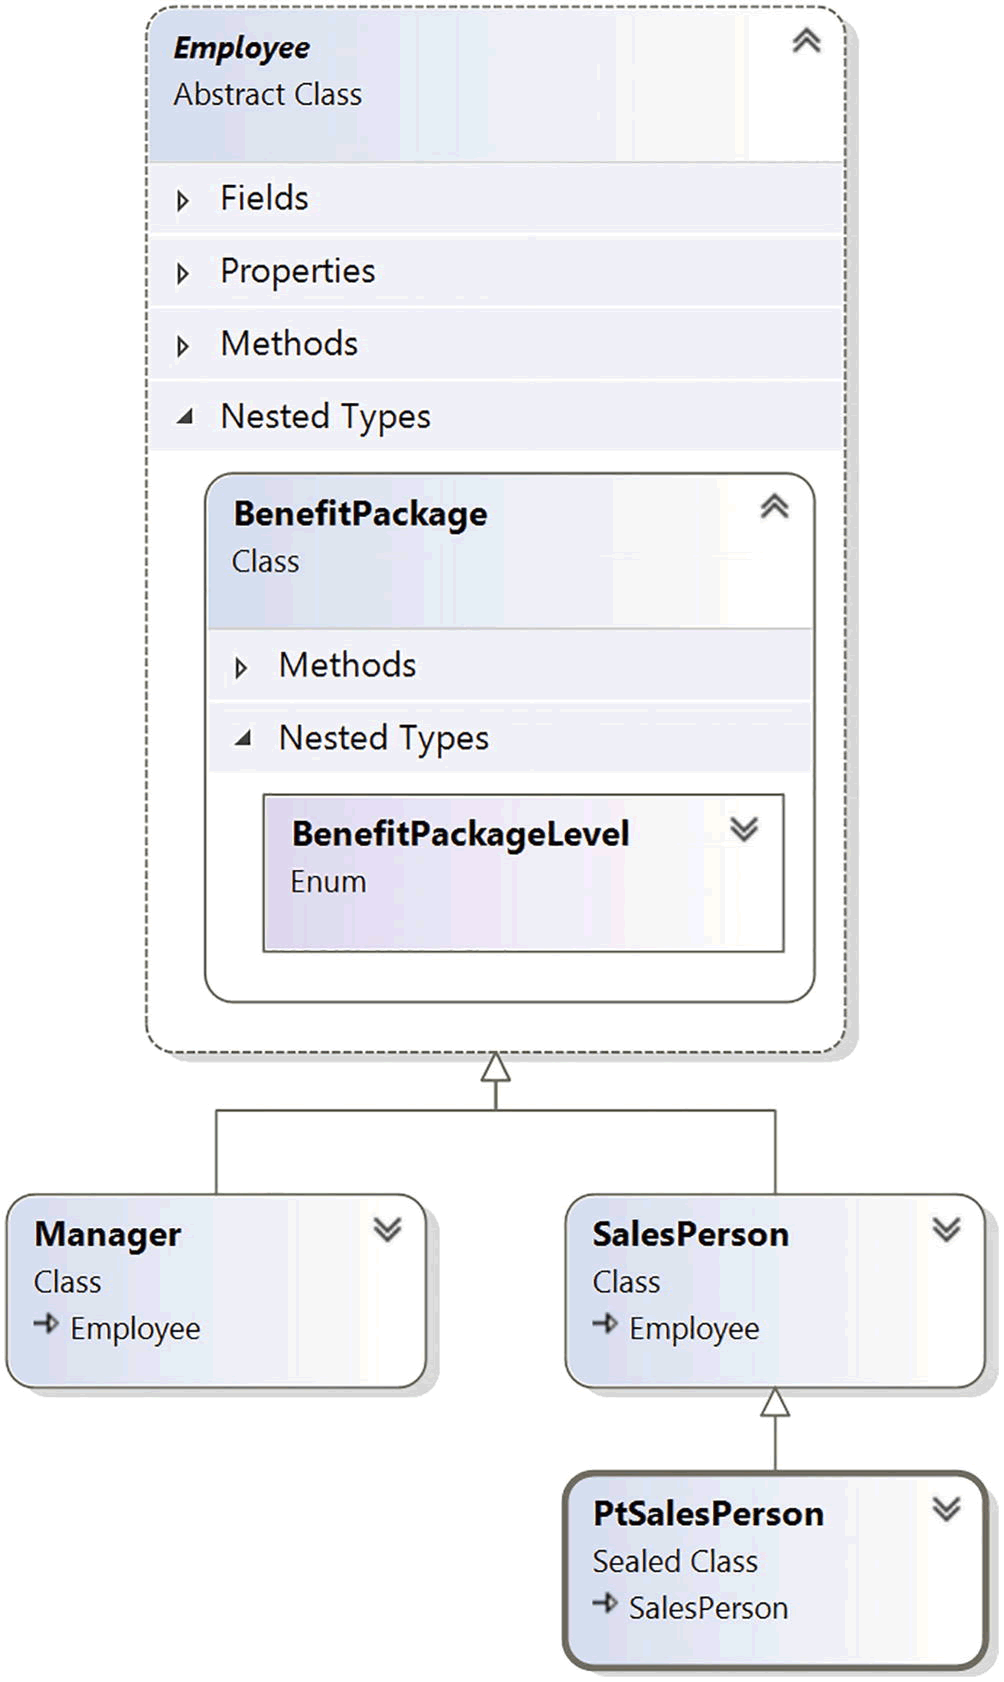 Employee
Abstract Class
Fields
Properties
Methods
Nested Types
BenefitPackage
Class
Methods
Nested Types
BenefitPackageLevel
Enum
Manager
Class
Employee
SalesPerson
Class
Employee
PtSalesPerson
Sealed Class
SalesPerson